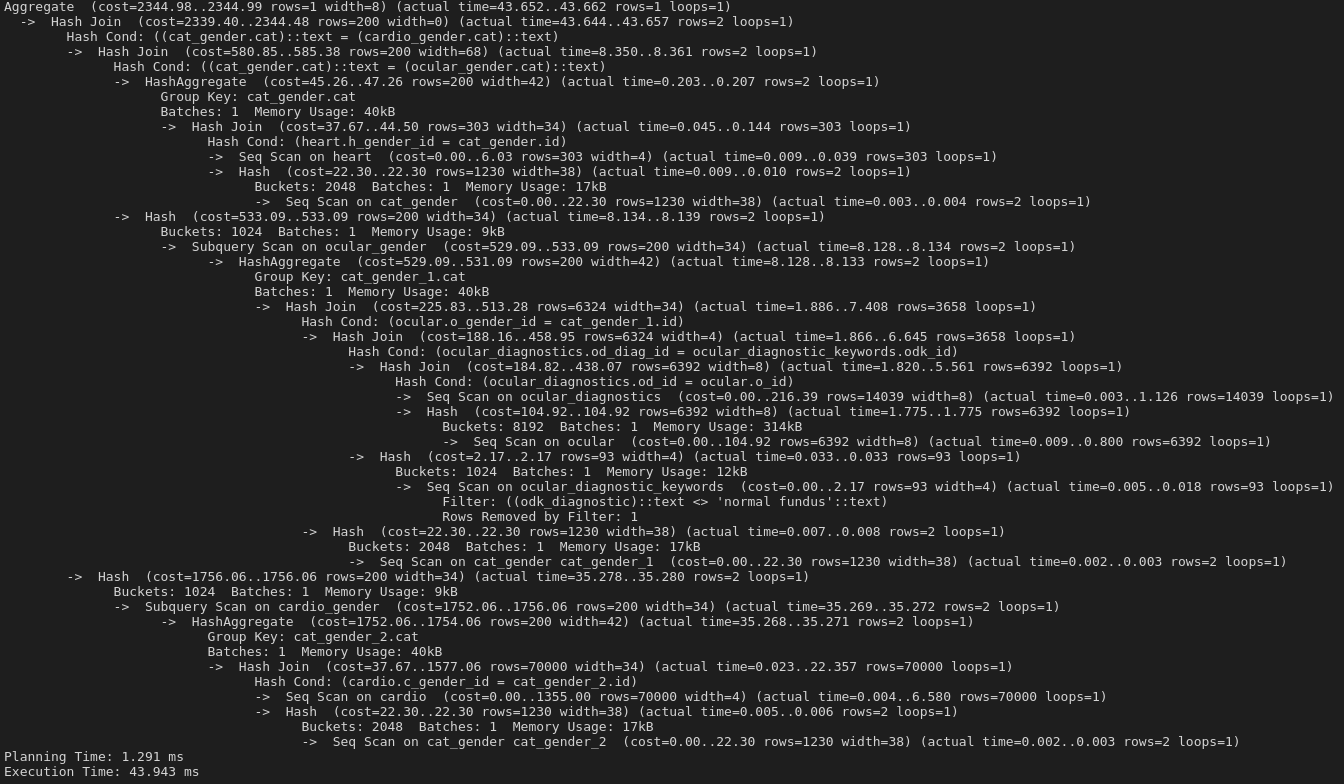 Aggregate  (cost=2344.98..2344.99 rows=1 width=8) (actual time=43.652..43.662 rows=1 loops=1)
  ->  Hash Join  (cost=2339.40..2344.48 rows=200 width=0) (actual time=43.644..43.657 rows=2 loops=1)
        Hash Cond: ((cat_gender.cat)::text = (cardio_gender.cat)::text)
        ->  Hash Join  (cost=580.85..585.38 rows=200 width=68) (actual time=8.350..8.361 rows=2 loops=1)
              Hash Cond: ((cat_gender.cat)::text = (ocular_gender.cat)::text)
              ->  HashAggregate  (cost=45.26..47.26 rows=200 width=42) (actual time=0.203..0.207 rows=2 loops=1)
                    Group Key: cat_gender.cat
                    Batches: 1  Memory Usage: 40kB
                    ->  Hash Join  (cost=37.67..44.50 rows=303 width=34) (actual time=0.045..0.144 rows=303 loops=1)
                          Hash Cond: (heart.h_gender_id = cat_gender.id)
                          ->  Seq Scan on heart  (cost=0.00..6.03 rows=303 width=4) (actual time=0.009..0.039 rows=303 loops=1)
                          ->  Hash  (cost=22.30..22.30 rows=1230 width=38) (actual time=0.009..0.010 rows=2 loops=1)
                                Buckets: 2048  Batches: 1  Memory Usage: 17kB
                                ->  Seq Scan on cat_gender  (cost=0.00..22.30 rows=1230 width=38) (actual time=0.003..0.004 rows=2 loops=1)
              ->  Hash  (cost=533.09..533.09 rows=200 width=34) (actual time=8.134..8.139 rows=2 loops=1)
                    Buckets: 1024  Batches: 1  Memory Usage: 9kB
                    ->  Subquery Scan on ocular_gender  (cost=529.09..533.09 rows=200 width=34) (actual time=8.128..8.134 rows=2 loops=1)
                          ->  HashAggregate  (cost=529.09..531.09 rows=200 width=42) (actual time=8.128..8.133 rows=2 loops=1)
                                Group Key: cat_gender_1.cat
                                Batches: 1  Memory Usage: 40kB
                                ->  Hash Join  (cost=225.83..513.28 rows=6324 width=34) (actual time=1.886..7.408 rows=3658 loops=1)
                                      Hash Cond: (ocular.o_gender_id = cat_gender_1.id)
                                      ->  Hash Join  (cost=188.16..458.95 rows=6324 width=4) (actual time=1.866..6.645 rows=3658 loops=1)
                                            Hash Cond: (ocular_diagnostics.od_diag_id = ocular_diagnostic_keywords.odk_id)
                                            ->  Hash Join  (cost=184.82..438.07 rows=6392 width=8) (actual time=1.820..5.561 rows=6392 loops=1)
                                                  Hash Cond: (ocular_diagnostics.od_id = ocular.o_id)
                                                  ->  Seq Scan on ocular_diagnostics  (cost=0.00..216.39 rows=14039 width=8) (actual time=0.003..1.126 rows=14039 loops=1)
                                                  ->  Hash  (cost=104.92..104.92 rows=6392 width=8) (actual time=1.775..1.775 rows=6392 loops=1)
                                                        Buckets: 8192  Batches: 1  Memory Usage: 314kB
                                                        ->  Seq Scan on ocular  (cost=0.00..104.92 rows=6392 width=8) (actual time=0.009..0.800 rows=6392 loops=1)
                                            ->  Hash  (cost=2.17..2.17 rows=93 width=4) (actual time=0.033..0.033 rows=93 loops=1)
                                                  Buckets: 1024  Batches: 1  Memory Usage: 12kB
                                                  ->  Seq Scan on ocular_diagnostic_keywords  (cost=0.00..2.17 rows=93 width=4) (actual time=0.005..0.018 rows=93 loops=1)
                                                        Filter: ((odk_diagnostic)::text <> 'normal fundus'::text)
                                                        Rows Removed by Filter: 1
                                      ->  Hash  (cost=22.30..22.30 rows=1230 width=38) (actual time=0.007..0.008 rows=2 loops=1)
                                            Buckets: 2048  Batches: 1  Memory Usage: 17kB
                                            ->  Seq Scan on cat_gender cat_gender_1  (cost=0.00..22.30 rows=1230 width=38) (actual time=0.002..0.003 rows=2 loops=1)
        ->  Hash  (cost=1756.06..1756.06 rows=200 width=34) (actual time=35.278..35.280 rows=2 loops=1)
              Buckets: 1024  Batches: 1  Memory Usage: 9kB
              ->  Subquery Scan on cardio_gender  (cost=1752.06..1756.06 rows=200 width=34) (actual time=35.269..35.272 rows=2 loops=1)
                    ->  HashAggregate  (cost=1752.06..1754.06 rows=200 width=42) (actual time=35.268..35.271 rows=2 loops=1)
                          Group Key: cat_gender_2.cat
                          Batches: 1  Memory Usage: 40kB
                          ->  Hash Join  (cost=37.67..1577.06 rows=70000 width=34) (actual time=0.023..22.357 rows=70000 loops=1)
                                Hash Cond: (cardio.c_gender_id = cat_gender_2.id)
                                ->  Seq Scan on cardio  (cost=0.00..1355.00 rows=70000 width=4) (actual time=0.004..6.580 rows=70000 loops=1)
                                ->  Hash  (cost=22.30..22.30 rows=1230 width=38) (actual time=0.005..0.006 rows=2 loops=1)
                                      Buckets: 2048  Batches: 1  Memory Usage: 17kB
                                      ->  Seq Scan on cat_gender cat_gender_2  (cost=0.00..22.30 rows=1230 width=38) (actual time=0.002..0.003 rows=2 loops=1)
Planning Time: 1.291 ms
Execution Time: 43.943 ms